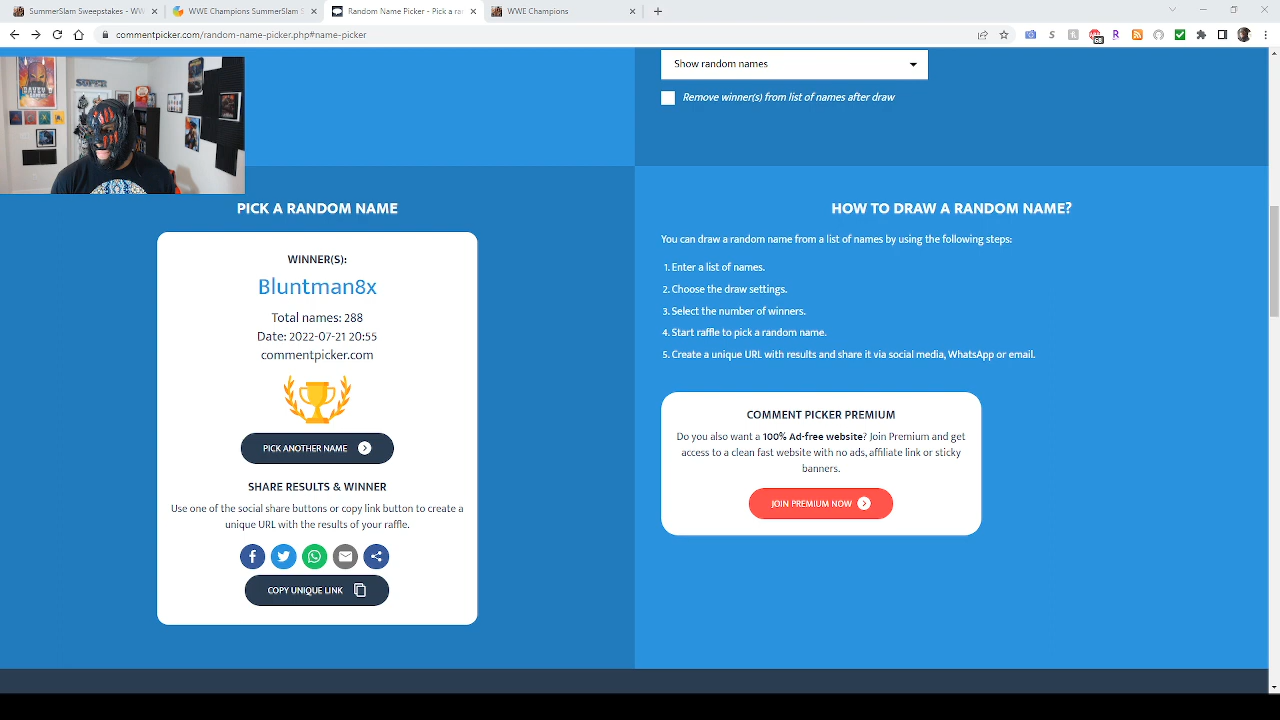 SummerSlam Sweepstakes - WW
WWE Champions SummerSlam S
Random Name Picker - Pick a ra
WWE Champions
commentpicker.com/random-name-picker.php#name-picker
Show random names
Remove winner(s) from list of names after draw
SUPER
PICK A RANDOM NAME
WINNER(S):
Bluntman8x
Total names: 288
Date: 2022-07-21 20:55
commentpicker.com
PICK ANOTHER NAME
SHARE RESULTS & WINNER
Use one of the social share buttons or copy link button to create a
unique URL with the results of your raffle.
COPY UNIQUE LINK
HOW TO DRAW A RANDOM NAME?
You can draw a random name from a list of names by using the following steps:
1. Enter a list of names.
2. Choose the draw settings.
3. Select the number of winners.
4. Start raffle to pick a random name.
5. Create a unique URL with results and share it via social media, WhatsApp or email.
COMMENT PICKER PREMIUM
Do you also want a 100% Ad-free website? Join Premium and get
access to a clean fast website with no ads, affiliate link or sticky
banners.
JOIN PREMIUM NOW